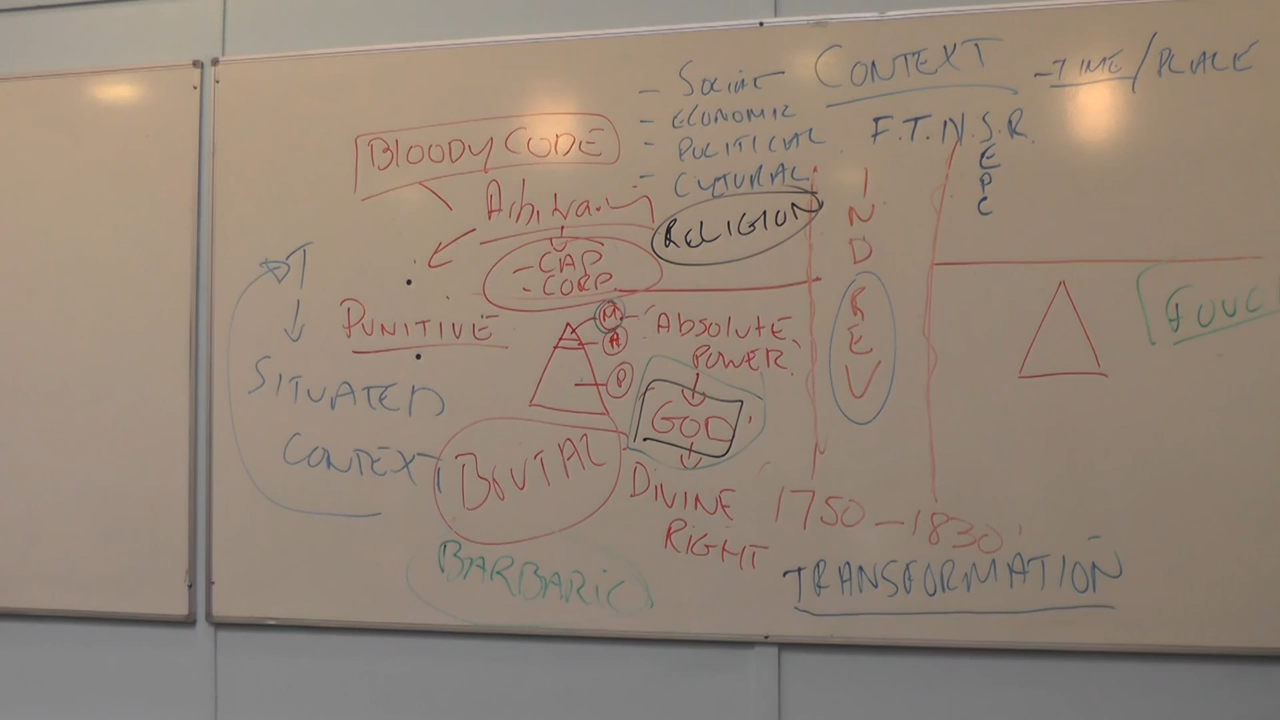 CONTEXT - TIME/PLACE
- SOCIAL
- ECONOMIC
- POLITICAL
- CULTURAL
F.T.N.S.R.
E
P
C
BLOODY CODE
Arbitrary
RELIGION
- CAP
- CORP
I
N
D
R
E
V
T
PUNITIVE
M
A
P
'ABSOLUTE
POWER'
GOD
DIVINE
RIGHT
SITUATED
CONTEXT
BRUTAL
BARBARIC
1750-1830'
TRANSFORMATION
FOUC